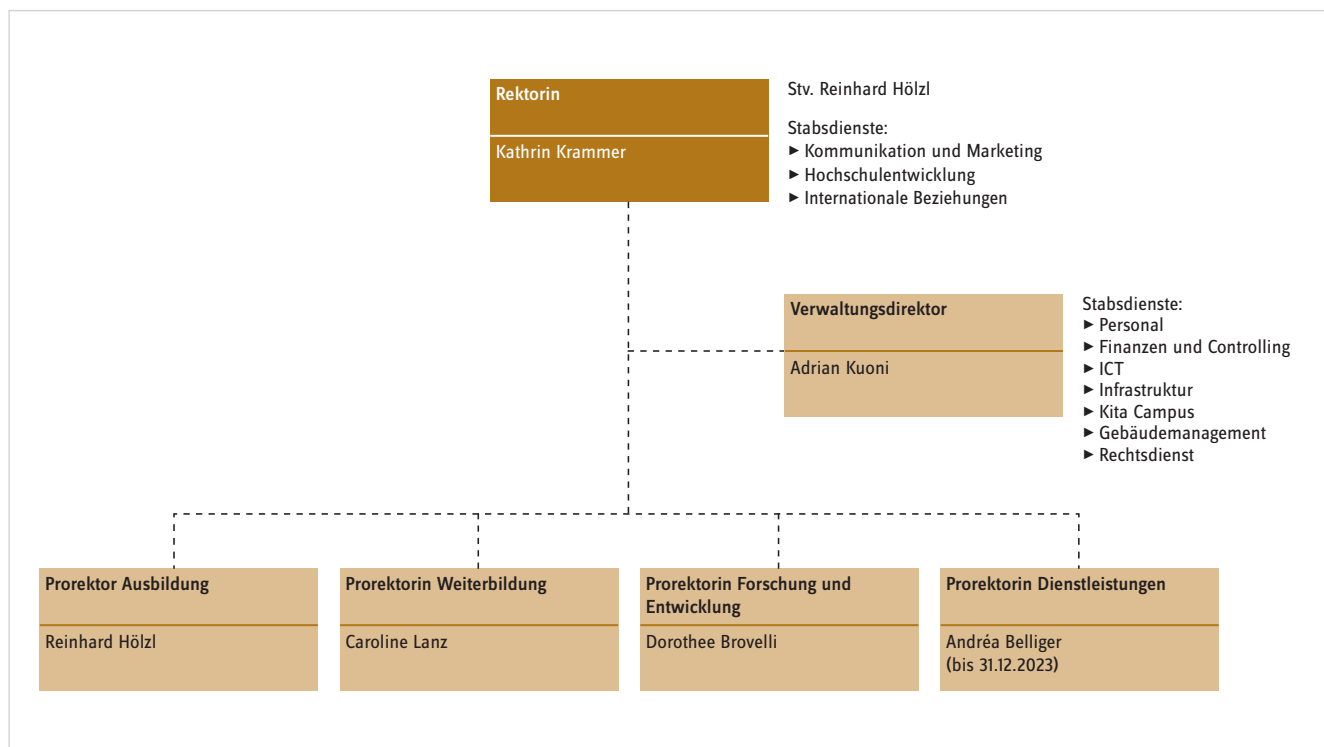 Rektorin
Kathrin Krammer
Stv. Reinhard Hölzl
Stabsdienste:
► Kommunikation und Marketing
► Hochschulentwicklung
► Internationale Beziehungen
Verwaltungsdirektor
Adrian Kuoni
Stabsdienste:
► Personal
► Finanzen und Controlling
► ICT
► Infrastruktur
► Kita Campus
► Gebäudemanagement
► Rechtsdienst
Prorektor Ausbildung
Reinhard Hölzl
Prorektorin Weiterbildung
Caroline Lanz
Prorektorin Forschung und
Entwicklung
Dorothee Brovelli
Prorektorin Dienstleistungen
Andréa Belliger
(bis 31.12.2023)